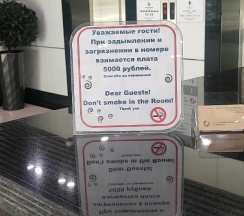 Уважаемые гости!
При задымлении и
загрязнении в номере
взимается плата
5000 рублей.
Спасибо за понимание
Dear Guests!
Don't smoke in the Room!
Thank you